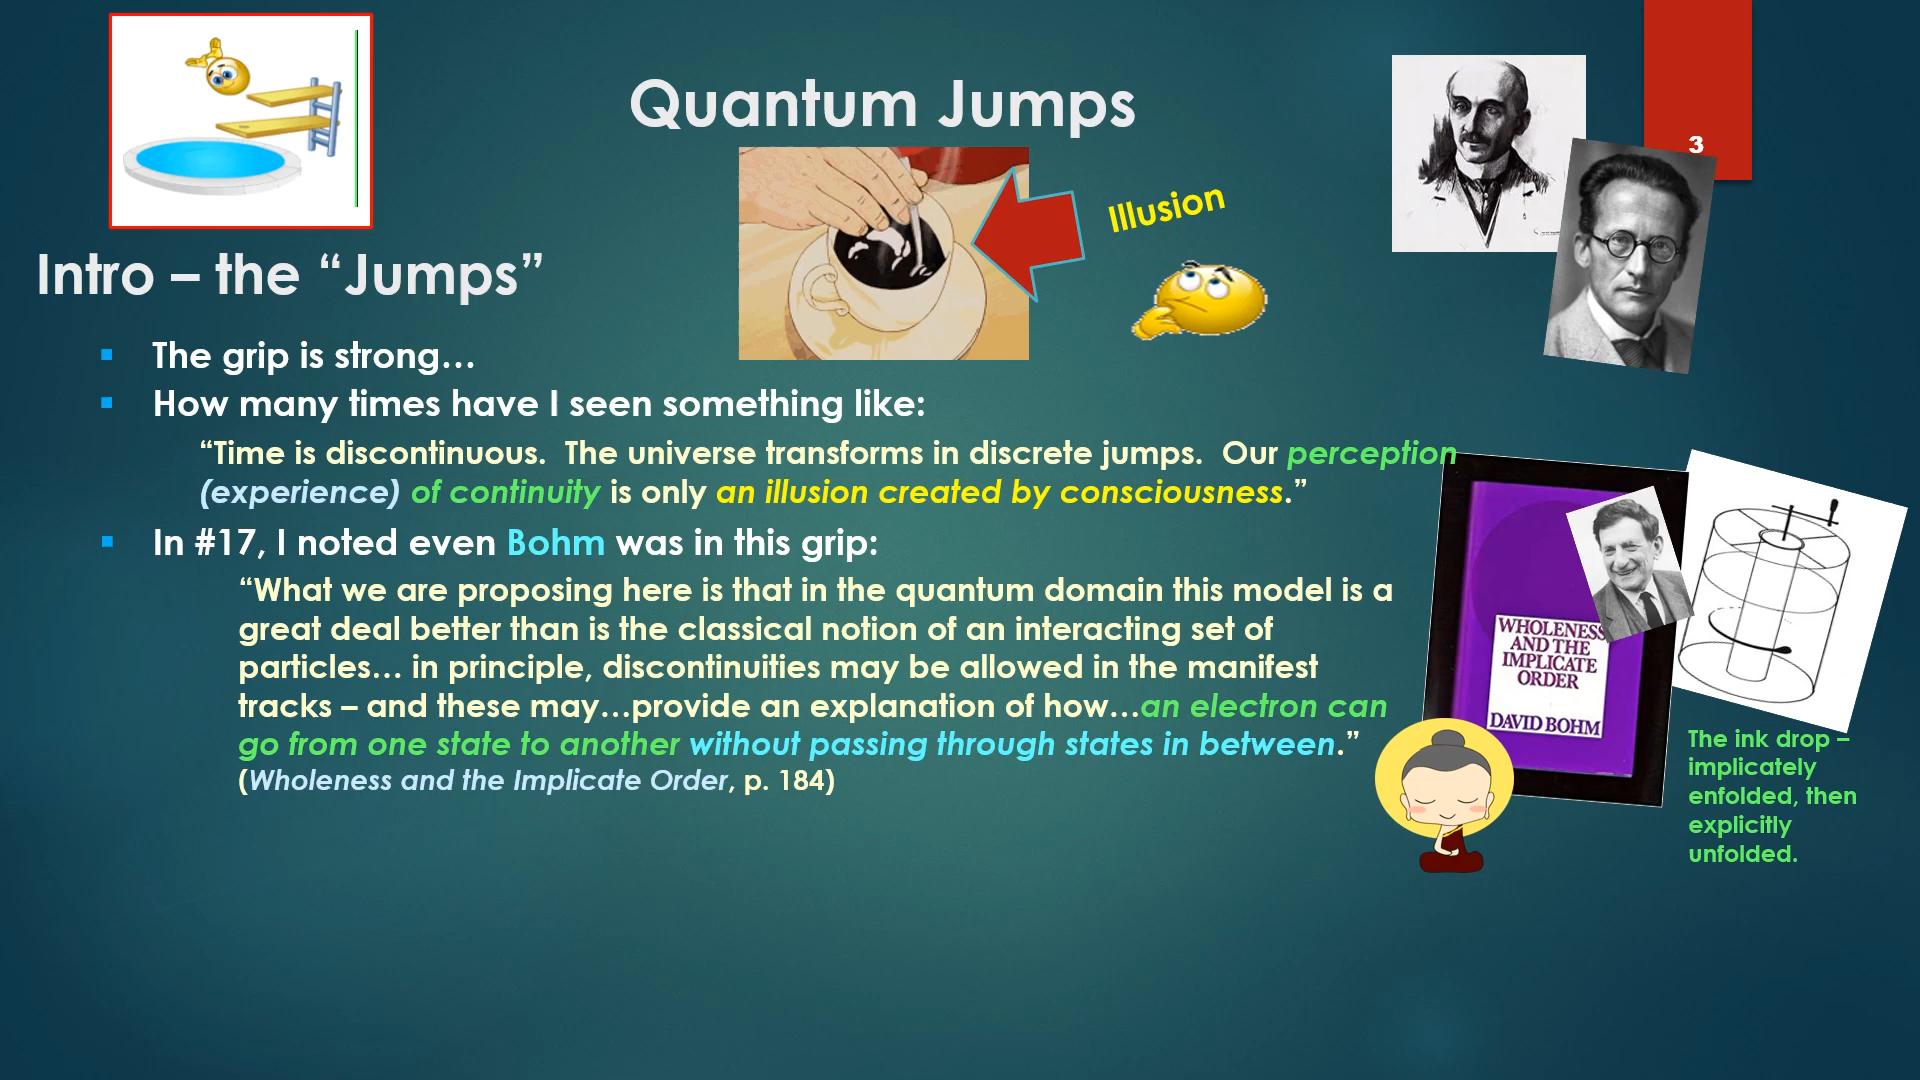 Quantum Jumps
3
Illusion
Intro – the “Jumps”
The grip is strong…
How many times have I seen something like:
“Time is discontinuous.  The universe transforms in discrete jumps.  Our perception
(experience) of continuity is only an illusion created by consciousness.”
In #17, I noted even Bohm was in this grip:
“What we are proposing here is that in the quantum domain this model is a
great deal better than is the classical notion of an interacting set of
particles… in principle, discontinuities may be allowed in the manifest
tracks – and these may…provide an explanation of how…an electron can
go from one state to another without passing through states in between.”
(Wholeness and the Implicate Order, p. 184)
WHOLENESS
AND THE
IMPLICATE
ORDER
DAVID BOHM
The ink drop –
implicately
enfolded, then
explicitly
unfolded.